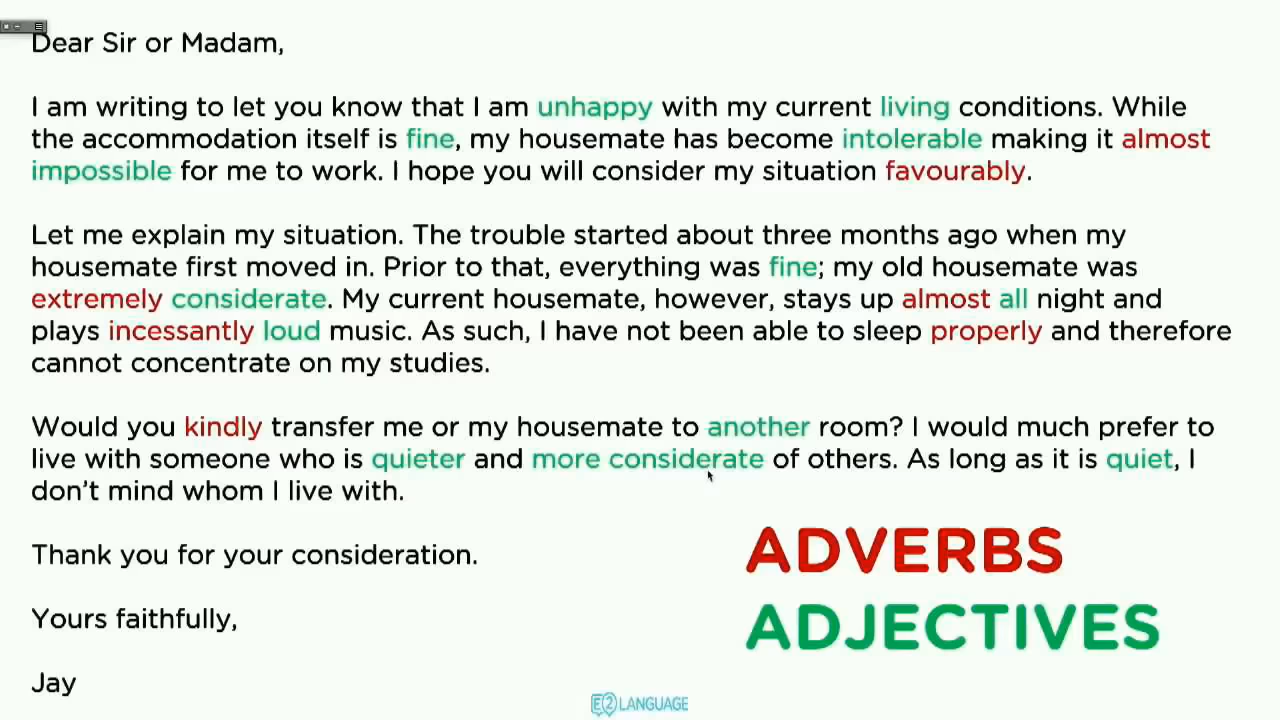 Dear Sir or Madam,
I am writing to let you know that I am unhappy with my current living conditions. While
the accommodation itself is fine, my housemate has become intolerable making it almost
impossible for me to work. I hope you will consider my situation favourably.
Let me explain my situation. The trouble started about three months ago when my
housemate first moved in. Prior to that, everything was fine; my old housemate was
extremely considerate. My current housemate, however, stays up almost all night and
plays incessantly loud music. As such, I have not been able to sleep properly and therefore
cannot concentrate on my studies.
Would you kindly transfer me or my housemate to another room? I would much prefer to
live with someone who is quieter and more considerate of others. As long as it is quiet, I
don't mind whom I live with.
Thank you for your consideration.
Yours faithfully,
Jay
ADVERBS
ADJECTIVES
E2 LANGUAGE